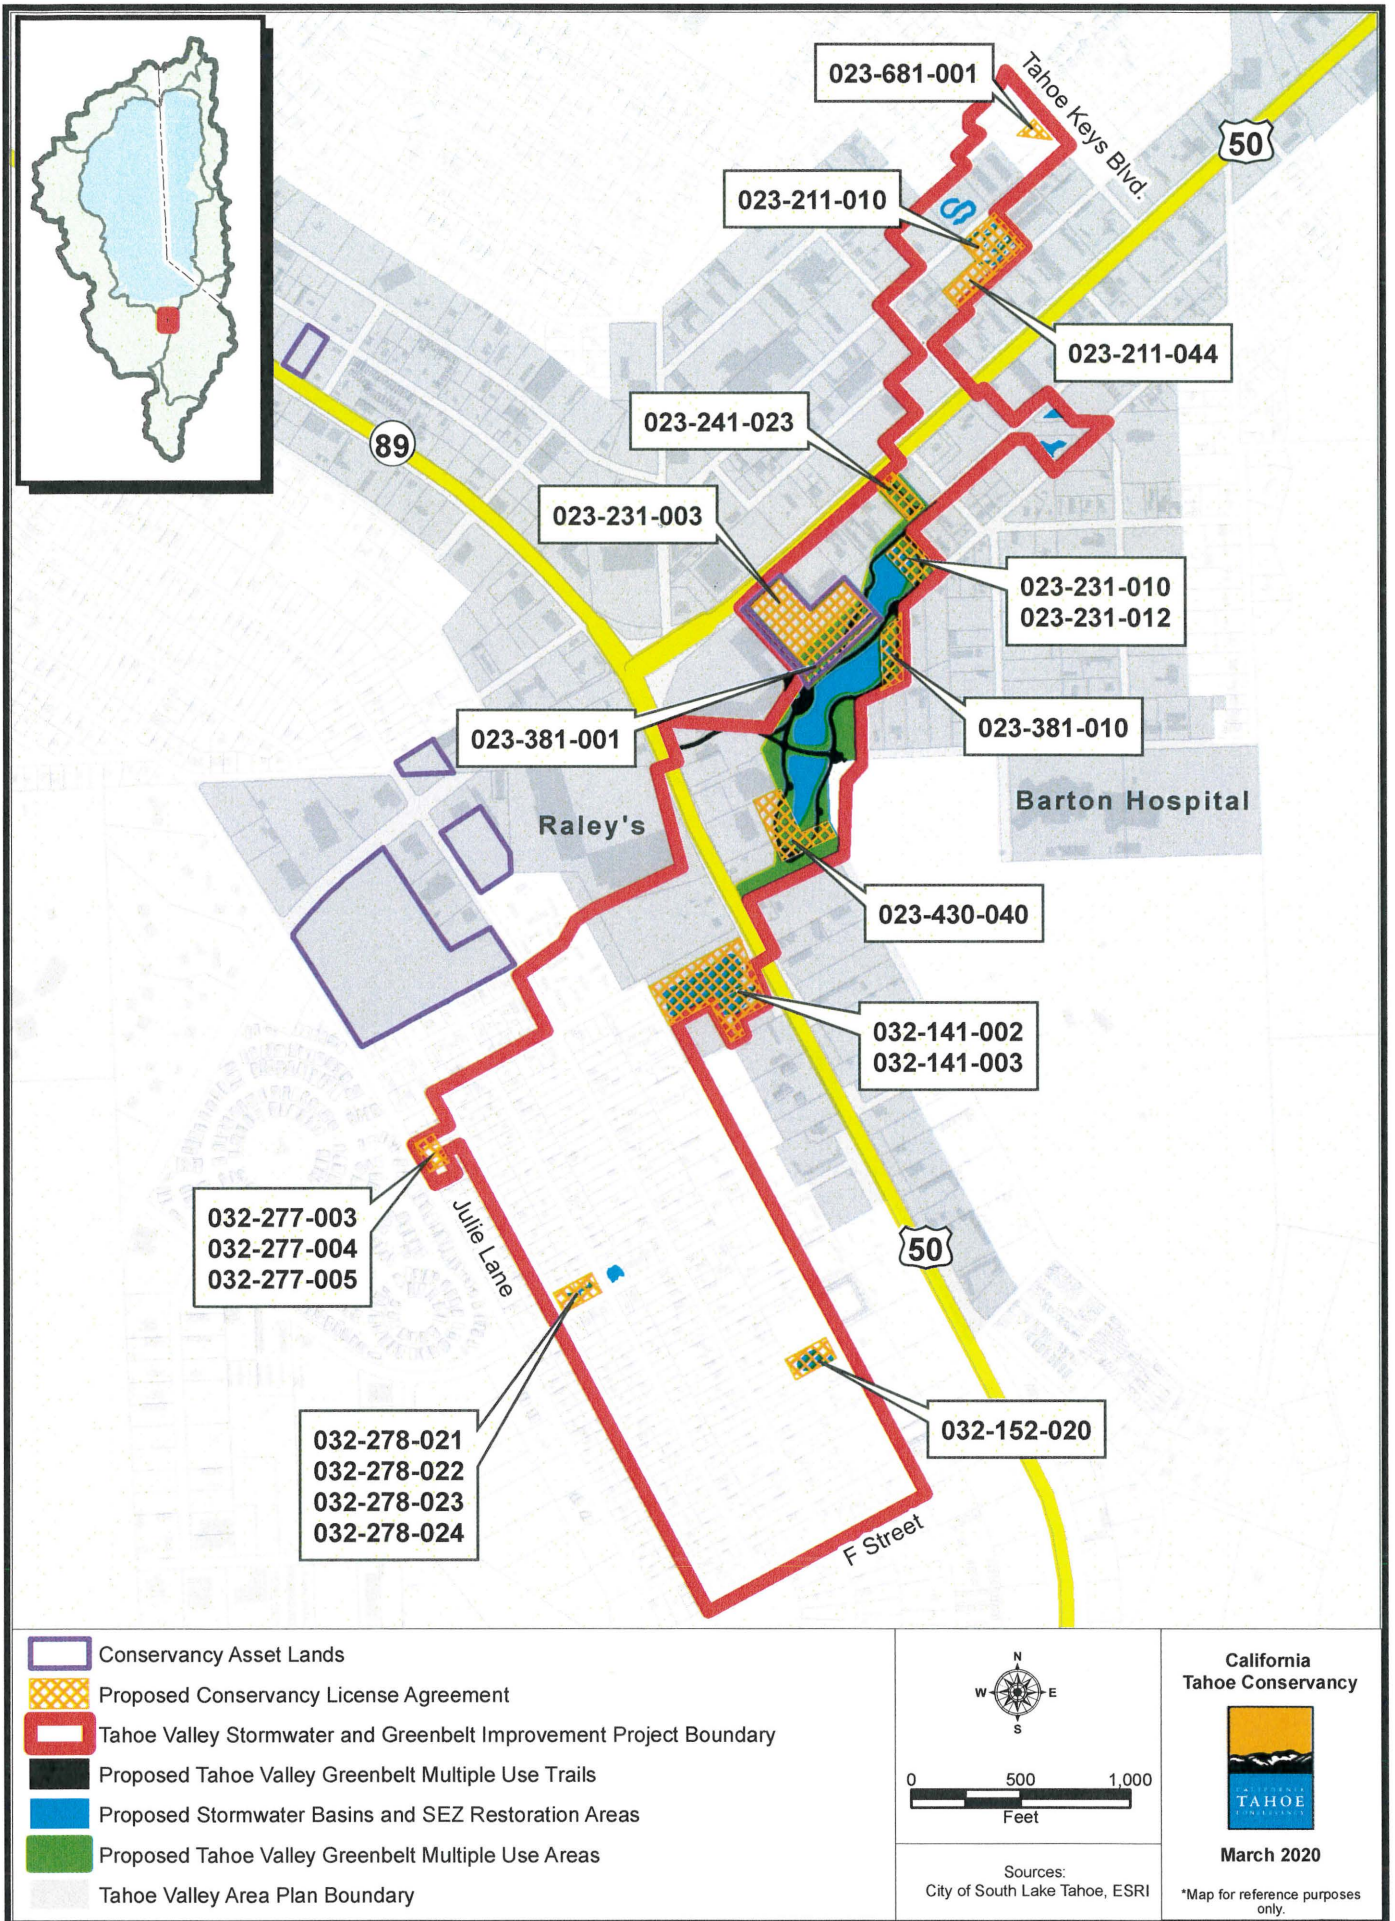 023-681-001
Tahoe Keys Blvd.
50
023-211-010
023-211-044
023-241-023
89
023-231-003
023-231-010
023-231-012
023-381-001
023-381-010
Raley's
Barton Hospital
023-430-040
032-141-002
032-141-003
032-277-003
032-277-004
032-277-005
Julie Lane
50
032-278-021
032-278-022
032-278-023
032-278-024
032-152-020
F Street
Conservancy Asset Lands
Proposed Conservancy License Agreement
Tahoe Valley Stormwater and Greenbelt Improvement Project Boundary
Proposed Tahoe Valley Greenbelt Multiple Use Trails
Proposed Stormwater Basins and SEZ Restoration Areas
Proposed Tahoe Valley Greenbelt Multiple Use Areas
Tahoe Valley Area Plan Boundary
N
W E
S
0 500 1,000
Feet
Sources:
City of South Lake Tahoe, ESRI
California
Tahoe Conservancy
CALIFORNIA
TAHOE
CONSERVANCY
March 2020
*Map for reference purposes
only.